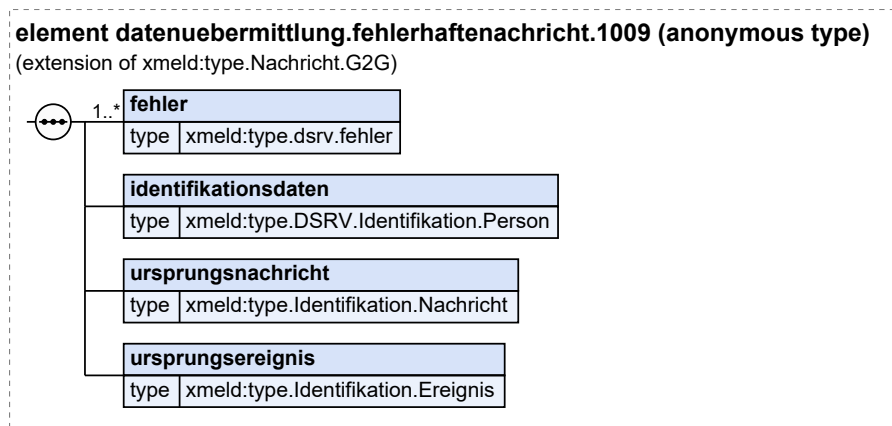 element datenuebermittlung.fehlerhaftenachricht.1009 (anonymous type)
(extension of xmeld:type.Nachricht.G2G)
1..* fehler
type xmeld:type.dsrv.fehler
identifikationsdaten
type xmeld:type.DSRV.Identifikation.Person
ursprungsnachricht
type xmeld:type.Identifikation.Nachricht
ursprungsereignis
type xmeld:type.Identifikation.Ereignis